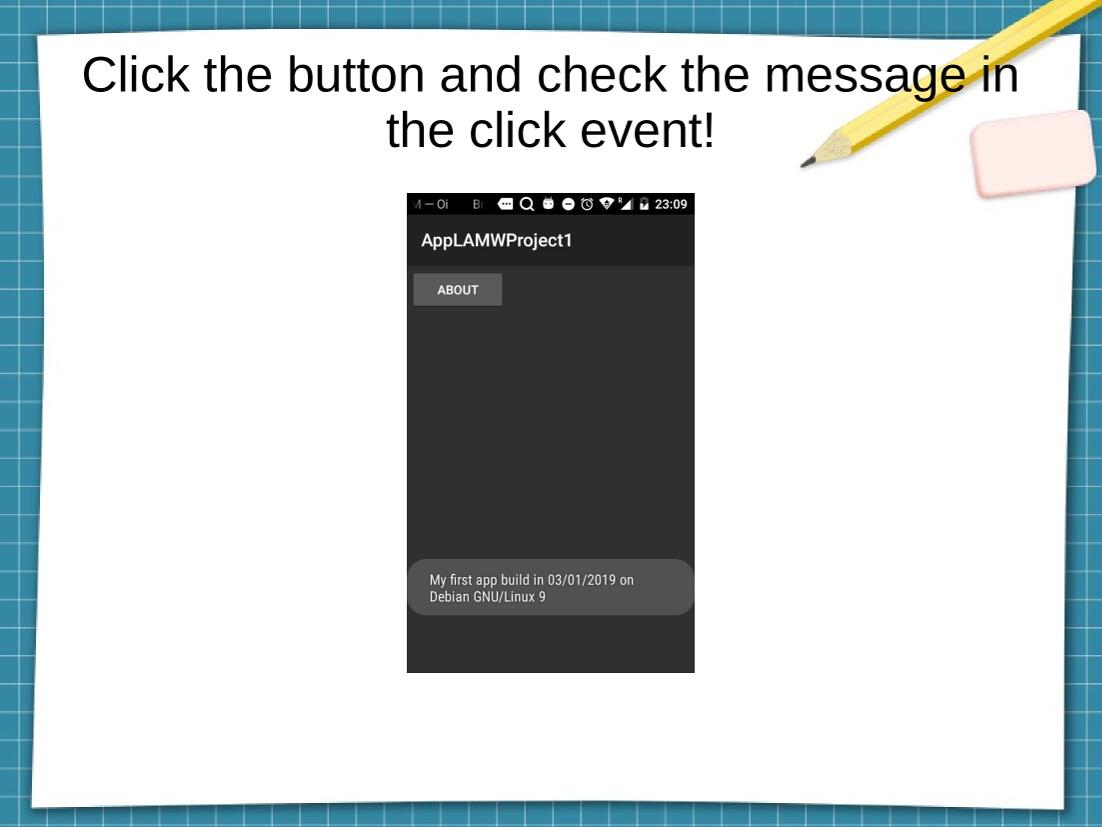 Click the button and check the message in
the click event!
M — Oi Br 23:09
AppLAMWProject1
ABOUT
My first app build in 03/01/2019 on
Debian GNU/Linux 9